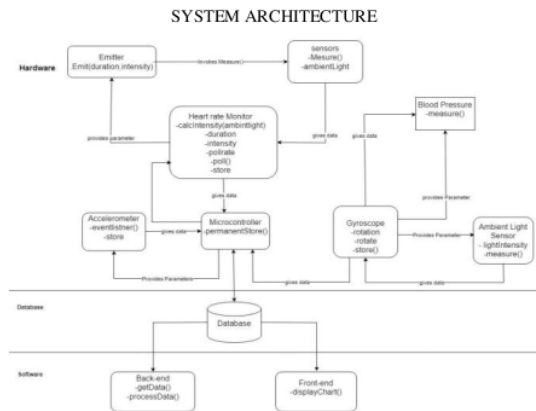 SYSTEM ARCHITECTURE
Hardware
Emitter
.Emit(duration,intensity)
Invokes Measure()
sensors
-Mesure()
-ambientLight
provides parameter
Heart rate Monitor
-calcIntensity(ambintlight)
-duration
-intensity
-pollrate
-poll()
-store
gives data
gives data
Blood Pressure
-measure()
gives data
provides Parameter
Accelerometer
-eventlistner()
-store
gives data
Microcontroller
-permanentStore()
Gyroscope
-rotation
-rotate
-store()
Provides Parameter
Ambient Light
Sensor
- lightIntensity
-measure()
Provides Parameters
gives data
gives data
Database
Database
Software
Back-end
-getData()
-processData()
Front-end
-displayChart()